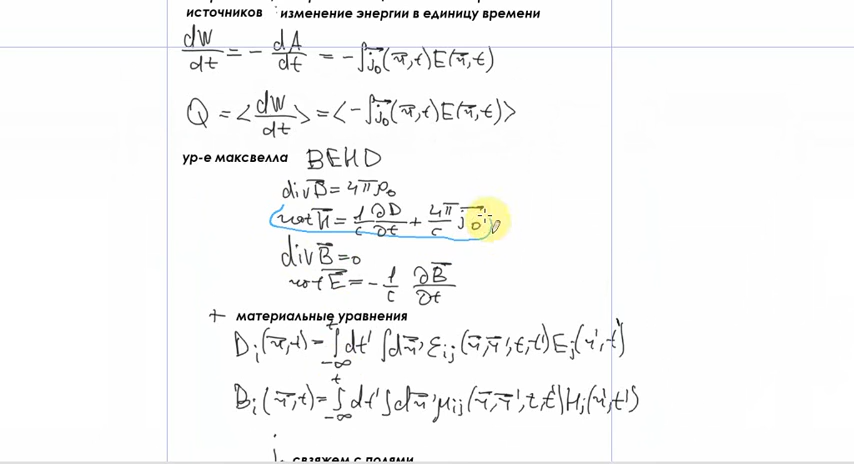 источников изменение энергии в единицу времени
dW/dt = - dA/dt = -∫j₀(r,t)E(r,t)
Q = <dW/dt> = <-∫j₀(r,t)E(r,t)>
ур-е максвелла BEHD
div B̅ = 4πρ₀
rot H̅ = 1/c ∂D/∂t + 4π/c j̅₀
div B̅ = 0
rot E̅ = - 1/c ∂B̅/∂t
+ материальные уравнения
Dᵢ(r̅,t) = ∫_{-∞}^{t} dt' ∫dr̅' εᵢⱼ(r̅,r̅',t,t')Eⱼ(r',t')
Bᵢ(r̅,t) = ∫_{-∞}^{t} dt' ∫dr̅' μᵢⱼ(r̅,r̅',t,t')Hⱼ(r',t')
свяжем с полями